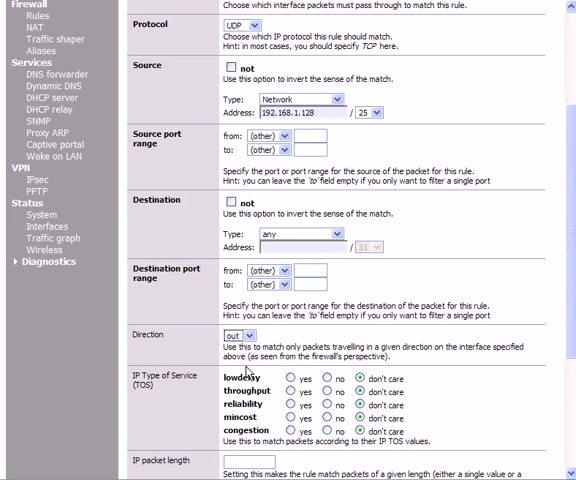 Firewall
Rules
NAT
Traffic shaper
Aliases
Services
DNS forwarder
Dynamic DNS
DHCP server
DHCP relay
SNMP
Proxy ARP
Captive portal
Wake on LAN
VPN
IPsec
PPTP
Status
System
Interfaces
Traffic graph
Wireless
Diagnostics
Choose which interface packets must pass through to match this rule.
Protocol
UDP
Choose which IP protocol this rule should match.
Hint: in most cases, you should specify TCP here.
Source
not
Use this option to invert the sense of the match.
Type: Network
Address: 192.168.1.128 / 25
Source port range
from: (other)
to: (other)
Specify the port or port range for the source of the packet for this rule.
Hint: you can leave the 'to' field empty if you only want to filter a single port
Destination
not
Use this option to invert the sense of the match.
Type: any
Address: / 31
Destination port range
from: (other)
to: (other)
Specify the port or port range for the destination of the packet for this rule.
Hint: you can leave the 'to' field empty if you only want to filter a single port
Direction
out
Use this to match only packets travelling in a given direction on the interface specified
above (as seen from the firewall's perspective).
IP Type of Service (TOS)
lowdelay yes no don't care
throughput yes no don't care
reliability yes no don't care
mincost yes no don't care
congestion yes no don't care
Use this to match packets according to their IP TOS values.
IP packet length
Setting this makes the rule match packets of a given length (either a single value or a